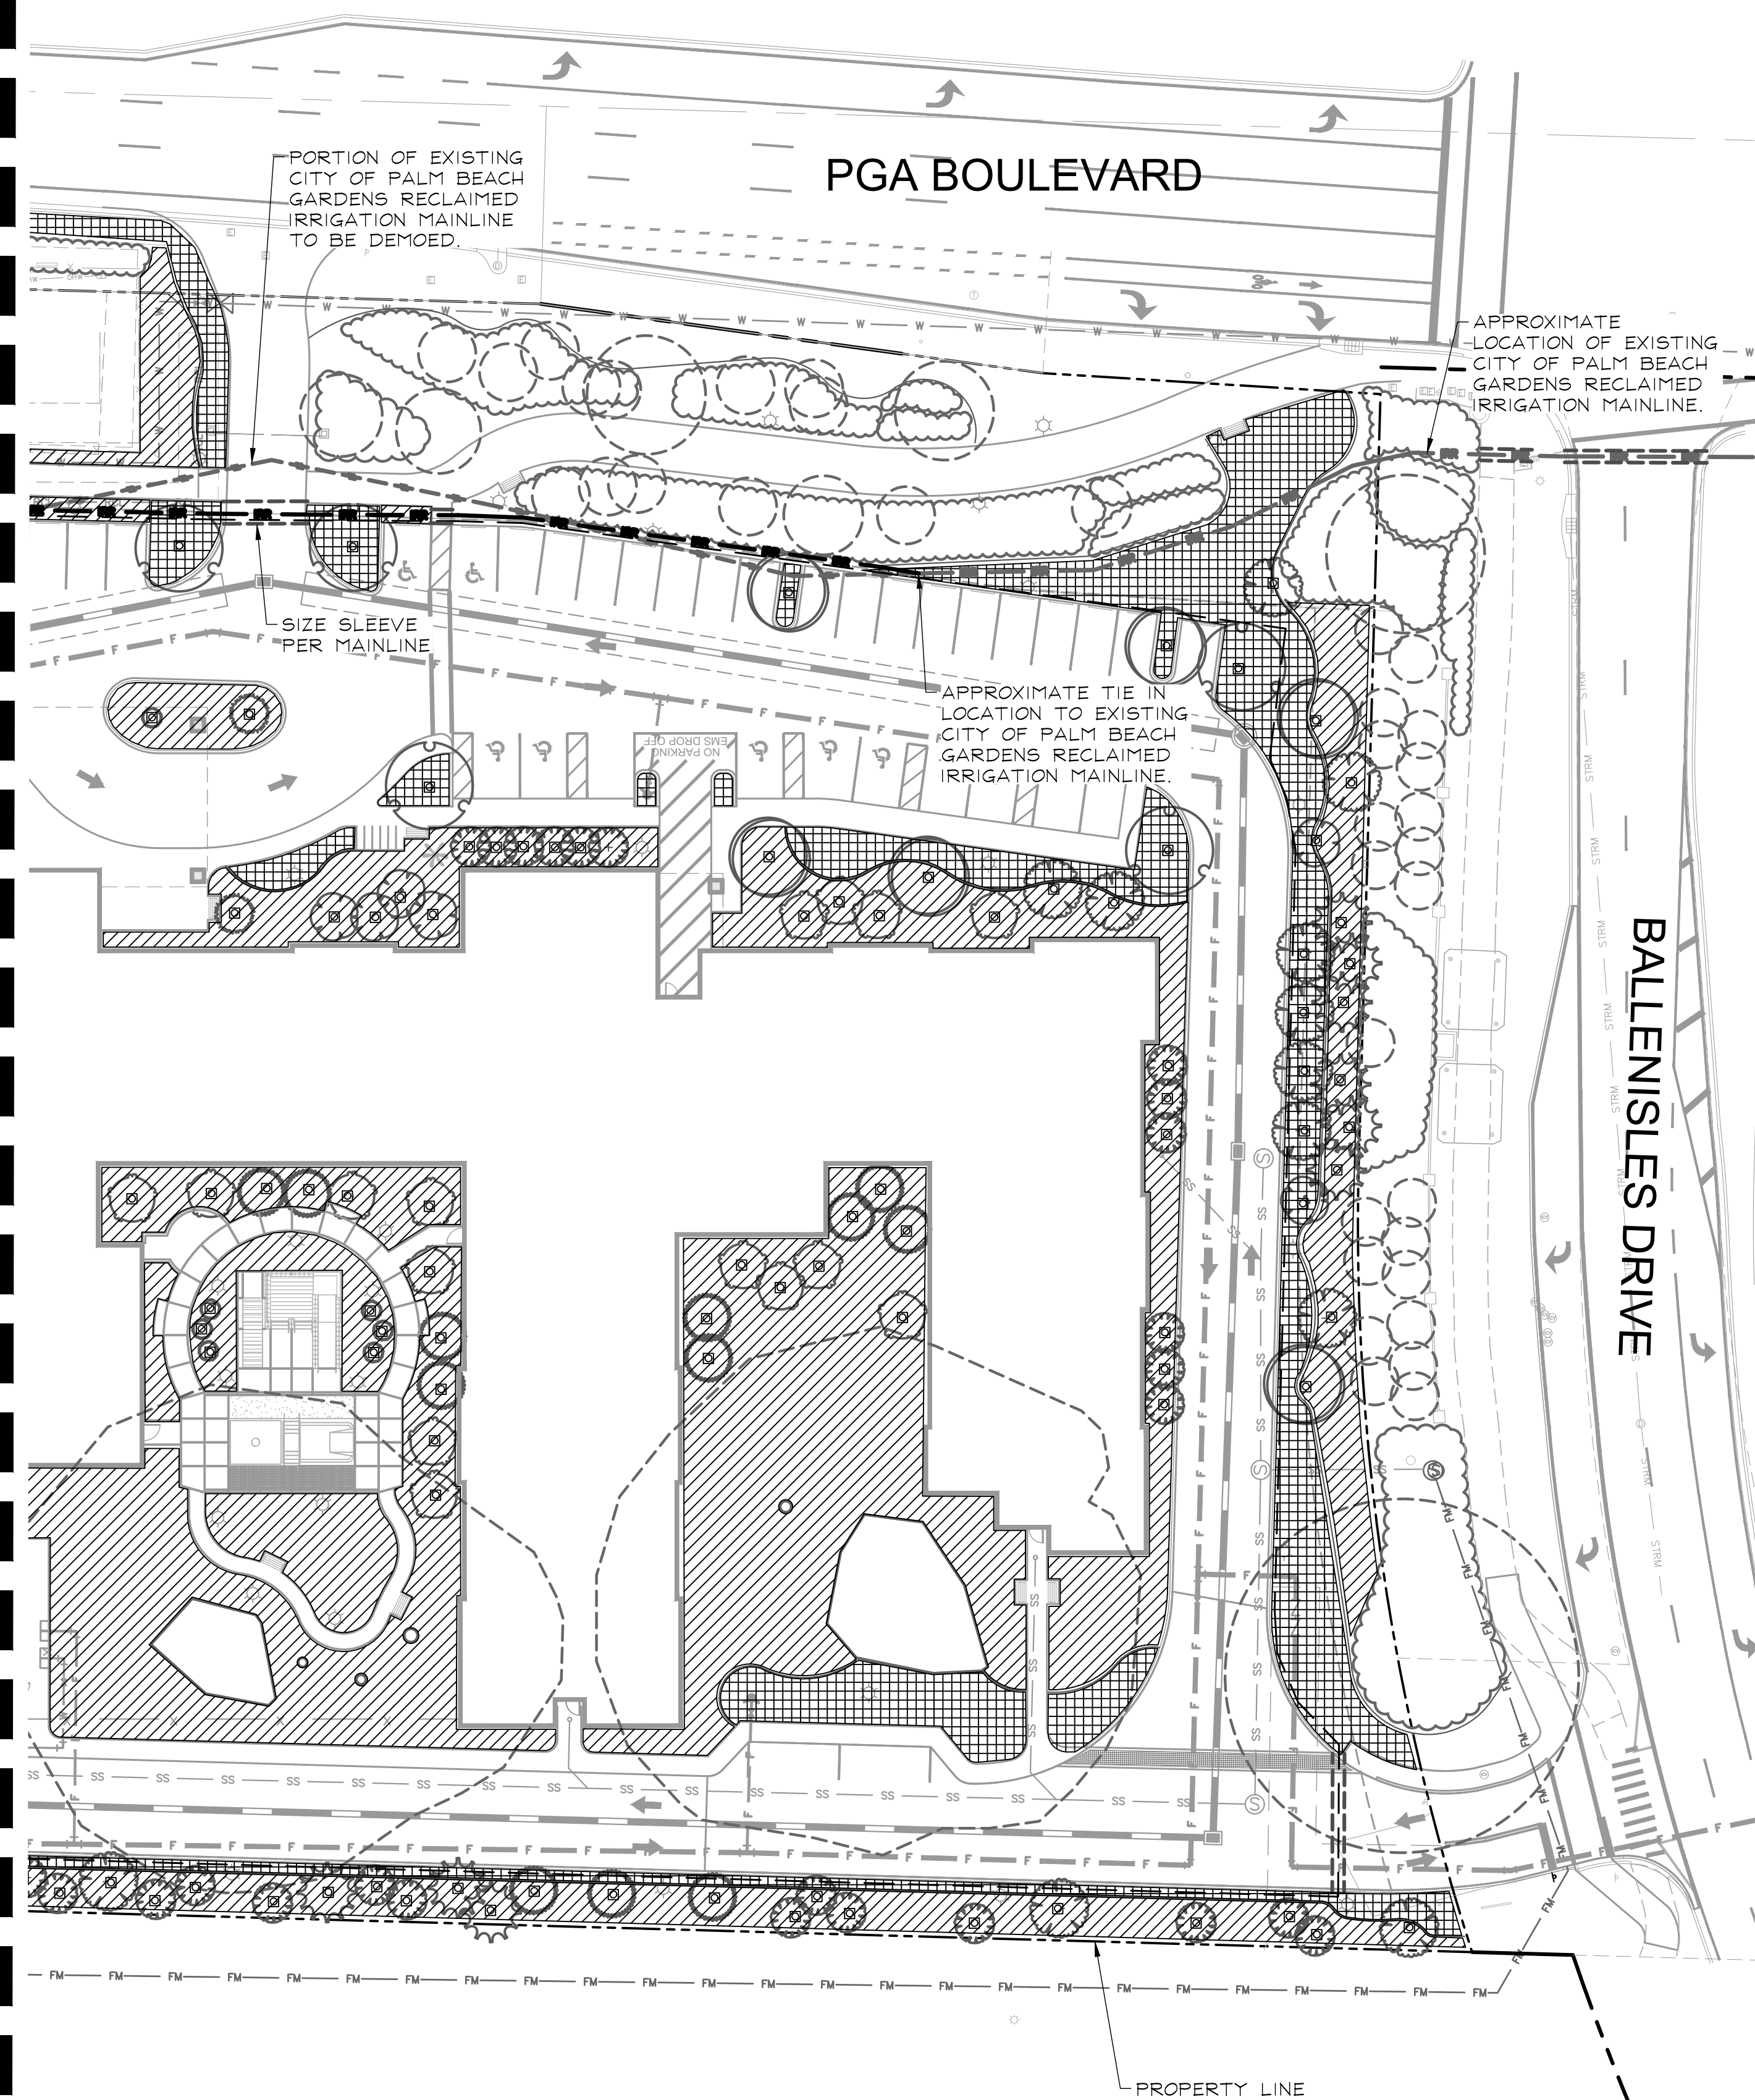 PGA BOULEVARD
PORTION OF EXISTING
CITY OF PALM BEACH
GARDENS RECLAIMED
IRRIGATION MAINLINE
TO BE DEMOED.
APPROXIMATE
LOCATION OF EXISTING
CITY OF PALM BEACH
GARDENS RECLAIMED
IRRIGATION MAINLINE.
SIZE SLEEVE
PER MAINLINE
APPROXIMATE TIE IN
LOCATION TO EXISTING
CITY OF PALM BEACH
GARDENS RECLAIMED
IRRIGATION MAINLINE.
NO PARKING
EMS DROP OFF
BALLENISLES DRIVE
PROPERTY LINE